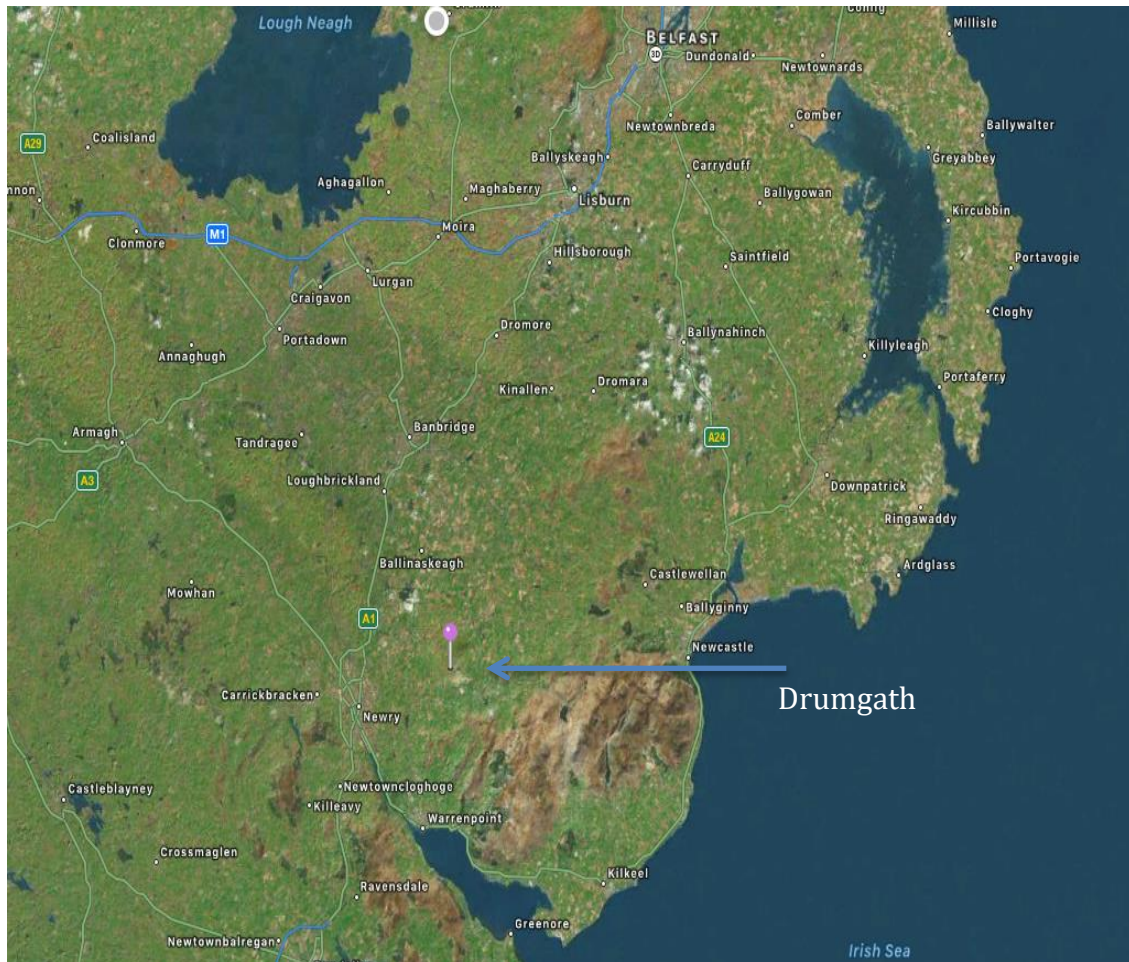 Lough Neagh
Millisle
BELFAST
3D
Dundonald
Newtownards
Coalisland
A29
Newtownbreda
Comber
Ballywalter
Greyabbey
Ballyskeagh
Carryduff
Aghagallon
Maghaberry
Lisburn
Ballygowan
Kircubbin
Clonmore
M1
Moira
Hillsborough
Saintfield
Portavogie
Lurgan
Craigavon
Cloghy
Dromore
Portadown
Ballynahinch
Annaghugh
Killyleagh
Kinallen
Dromara
Portaferry
Armagh
Tandragee
Banbridge
A24
A3
Loughbrickland
Downpatrick
Ringawaddy
Ballinaskeagh
Ardglass
Castlewellan
Mowhan
Ballyginny
A1
Newcastle
Carrickbracken
Drumgath
Newry
Castleblayney
Newtowncloghoge
Killeavy
Warrenpoint
Crossmaglen
Kilkeel
Ravensdale
Greenore
Newtownbalregan
Irish Sea